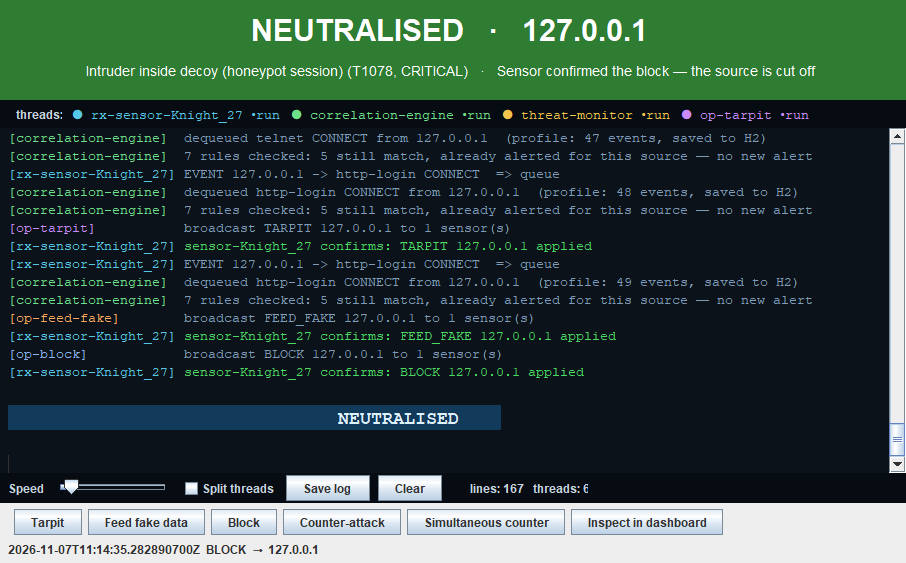 NEUTRALISED · 127.0.0.1
Intruder inside decoy (honeypot session) (T1078, CRITICAL) · Sensor confirmed the block — the source is cut off
threads: ● rx-sensor-Knight_27 •run ● correlation-engine •run ● threat-monitor •run ● op-tarpit •run
[correlation-engine] dequeued telnet CONNECT from 127.0.0.1 (profile: 47 events, saved to H2)
[correlation-engine] 7 rules checked: 5 still match, already alerted for this source — no new alert
[rx-sensor-Knight_27] EVENT 127.0.0.1 -> http-login CONNECT => queue
[correlation-engine] dequeued http-login CONNECT from 127.0.0.1 (profile: 48 events, saved to H2)
[correlation-engine] 7 rules checked: 5 still match, already alerted for this source — no new alert
[op-tarpit] broadcast TARPIT 127.0.0.1 to 1 sensor(s)
[rx-sensor-Knight_27] sensor-Knight_27 confirms: TARPIT 127.0.0.1 applied
[rx-sensor-Knight_27] EVENT 127.0.0.1 -> http-login CONNECT => queue
[correlation-engine] dequeued http-login CONNECT from 127.0.0.1 (profile: 49 events, saved to H2)
[correlation-engine] 7 rules checked: 5 still match, already alerted for this source — no new alert
[op-feed-fake] broadcast FEED_FAKE 127.0.0.1 to 1 sensor(s)
[rx-sensor-Knight_27] sensor-Knight_27 confirms: FEED_FAKE 127.0.0.1 applied
[op-block] broadcast BLOCK 127.0.0.1 to 1 sensor(s)
[rx-sensor-Knight_27] sensor-Knight_27 confirms: BLOCK 127.0.0.1 applied
NEUTRALISED
Speed Split threads Save log Clear lines: 167 threads:
Tarpit Feed fake data Block Counter-attack Simultaneous counter Inspect in dashboard
2026-11-07T11:14:35.282890700Z BLOCK → 127.0.0.1